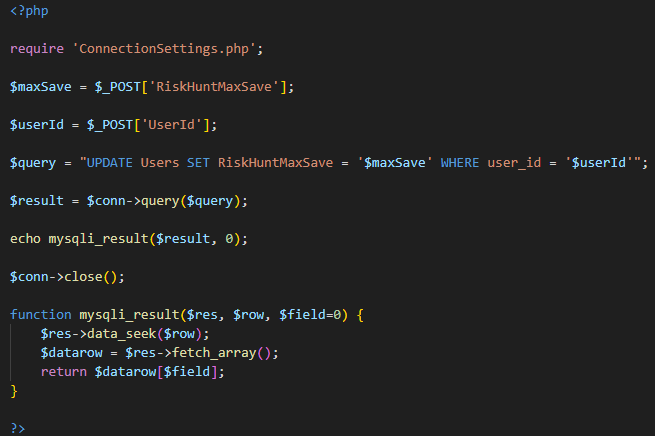 <?php
require 'ConnectionSettings.php';
$maxSave = $_POST['RiskHuntMaxSave'];
$userId = $_POST['UserId'];
$query = "UPDATE Users SET RiskHuntMaxSave = '$maxSave' WHERE user_id = '$userId'";
$result = $conn->query($query);
echo mysqli_result($result, 0);
$conn->close();
function mysqli_result($res, $row, $field=0) {
    $res->data_seek($row);
    $datarow = $res->fetch_array();
    return $datarow[$field];
}
?>